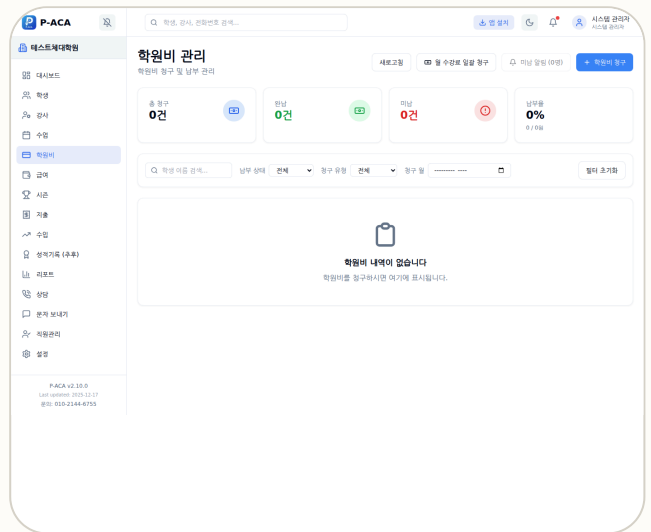 P-ACA
학생, 강사, 전화번호 검색...
앱 설치
시스템 관리자
시스템 관리자
테스트체대학원
대시보드
학생
강사
수업
학원비
급여
시즌
지출
수입
성적기록 (추후)
리포트
상담
문자 보내기
직원관리
설정
P-ACA v2.10.0
Last updated: 2025-12-17
문의: 010-2144-6755
학원비 관리
학원비 청구 및 납부 관리
새로고침
월 수강료 일괄 청구
미납 알림 (0명)
+ 학원비 청구
총 청구
0건
완납
0건
미납
0건
납부율
0%
0 / 0원
학생 이름 검색...
납부 상태 전체
청구 유형 전체
청구 월 --------- ----
필터 초기화
학원비 내역이 없습니다
학원비를 청구하시면 여기에 표시됩니다.